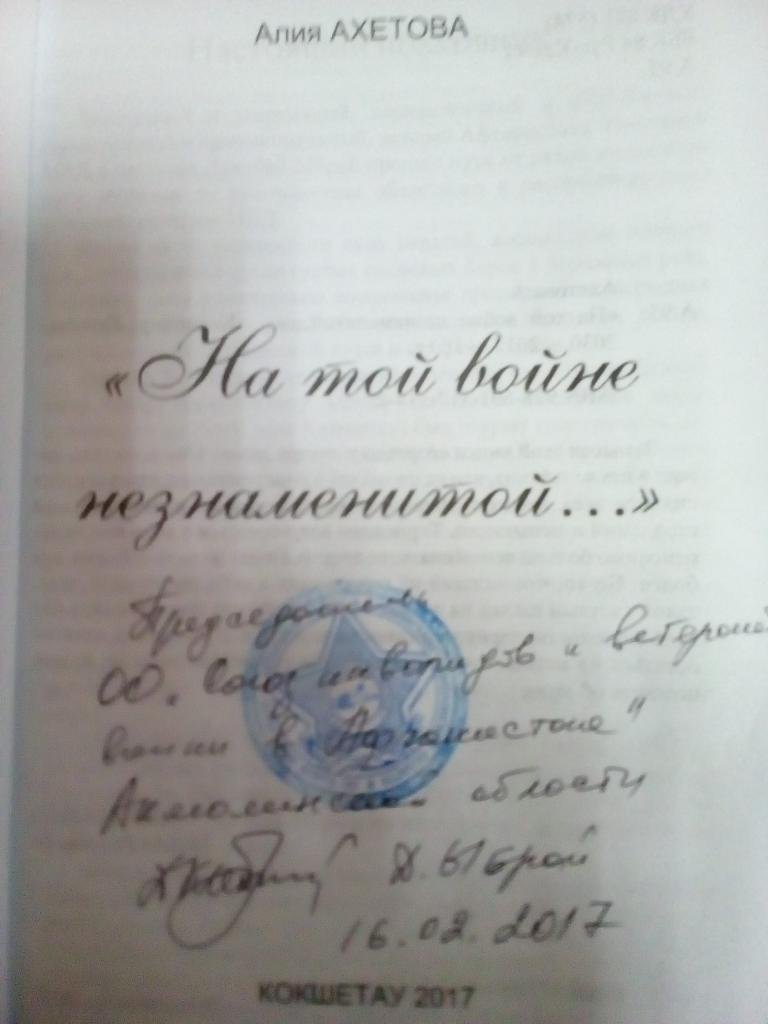 Алия АХЕТОВА
«На той войне
незнаменитой...»
Председатель
ОО. Союз инвалидов и ветеранов
войны "в Афганистане"
Акмолинской области
Д. Ыбрай
16.02.2017
КОКШЕТАУ 2017